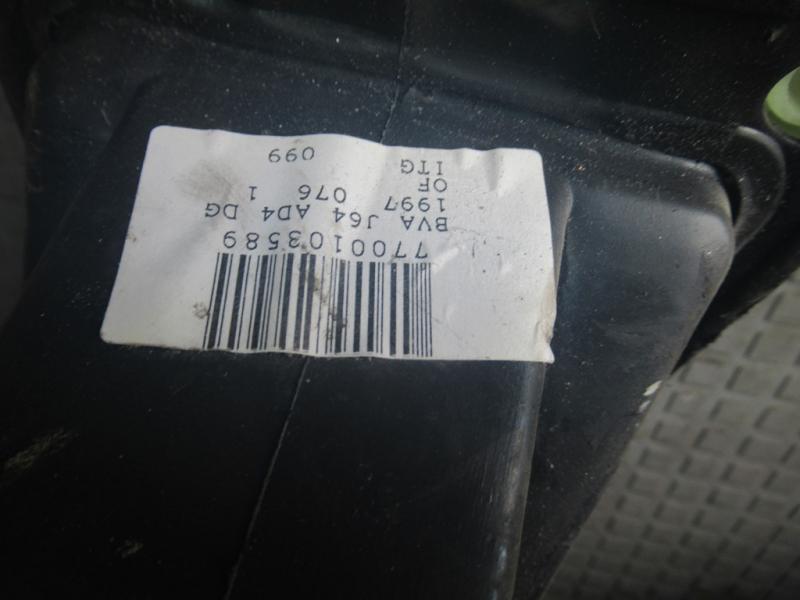 7700103589
BVA J64 AD4 DG
1997 076 1
OF
ITG 099